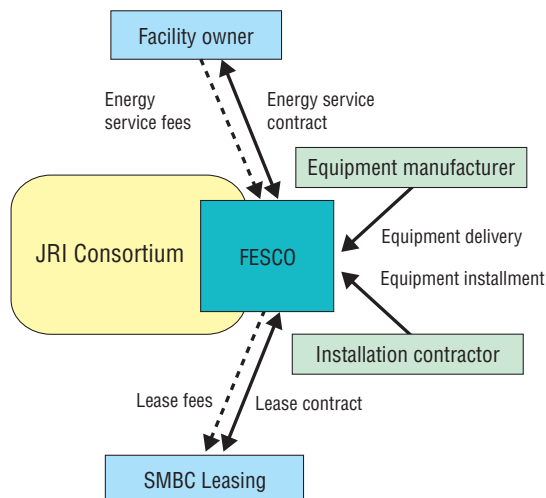 Facility owner
Energy
service fees
Energy service
contract
Equipment manufacturer
JRI Consortium
FESCO
Equipment delivery
Equipment installment
Installation contractor
Lease fees
Lease contract
SMBC Leasing